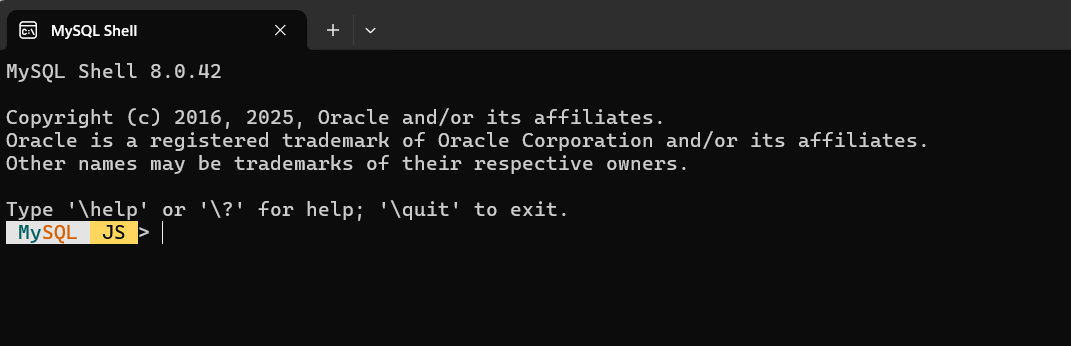 MySQL Shell
MySQL Shell 8.0.42
Copyright (c) 2016, 2025, Oracle and/or its affiliates.
Oracle is a registered trademark of Oracle Corporation and/or its affiliates.
Other names may be trademarks of their respective owners.
Type '\help' or '\?' for help; '\quit' to exit.
MySQL JS >